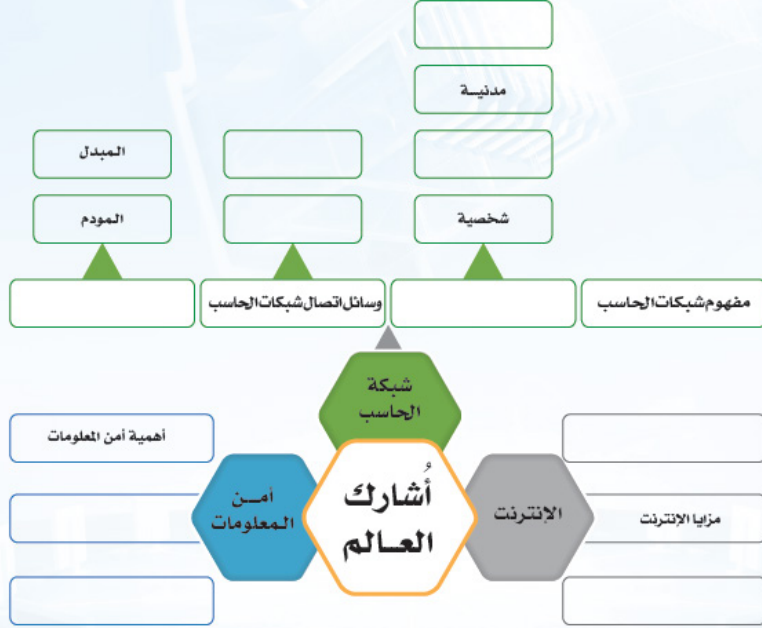 مدنيـة
المبدل
شخصية
المودم
مفهوم شبكات الحاسب
وسائل اتصال شبكات الحاسب
شبكة
الحاسب
أهمية أمن المعلومات
أُشارك
العـالم
الإنترنت
أمـن
المعلومات
مزايا الإنترنت